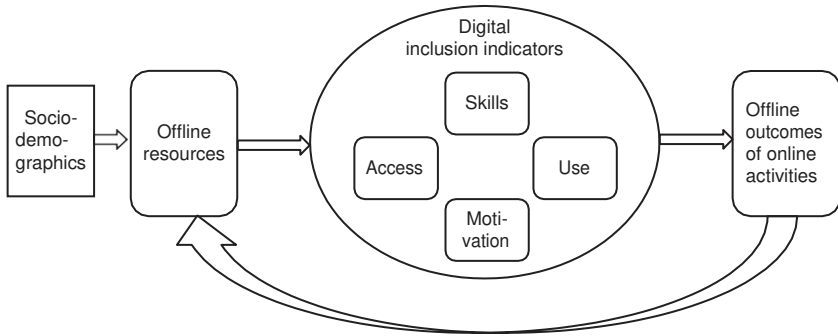 Socio-
demo-
graphics
Offline
resources
Digital
inclusion indicators
Skills
Access
Use
Moti-
vation
Offline
outcomes
of online
activities